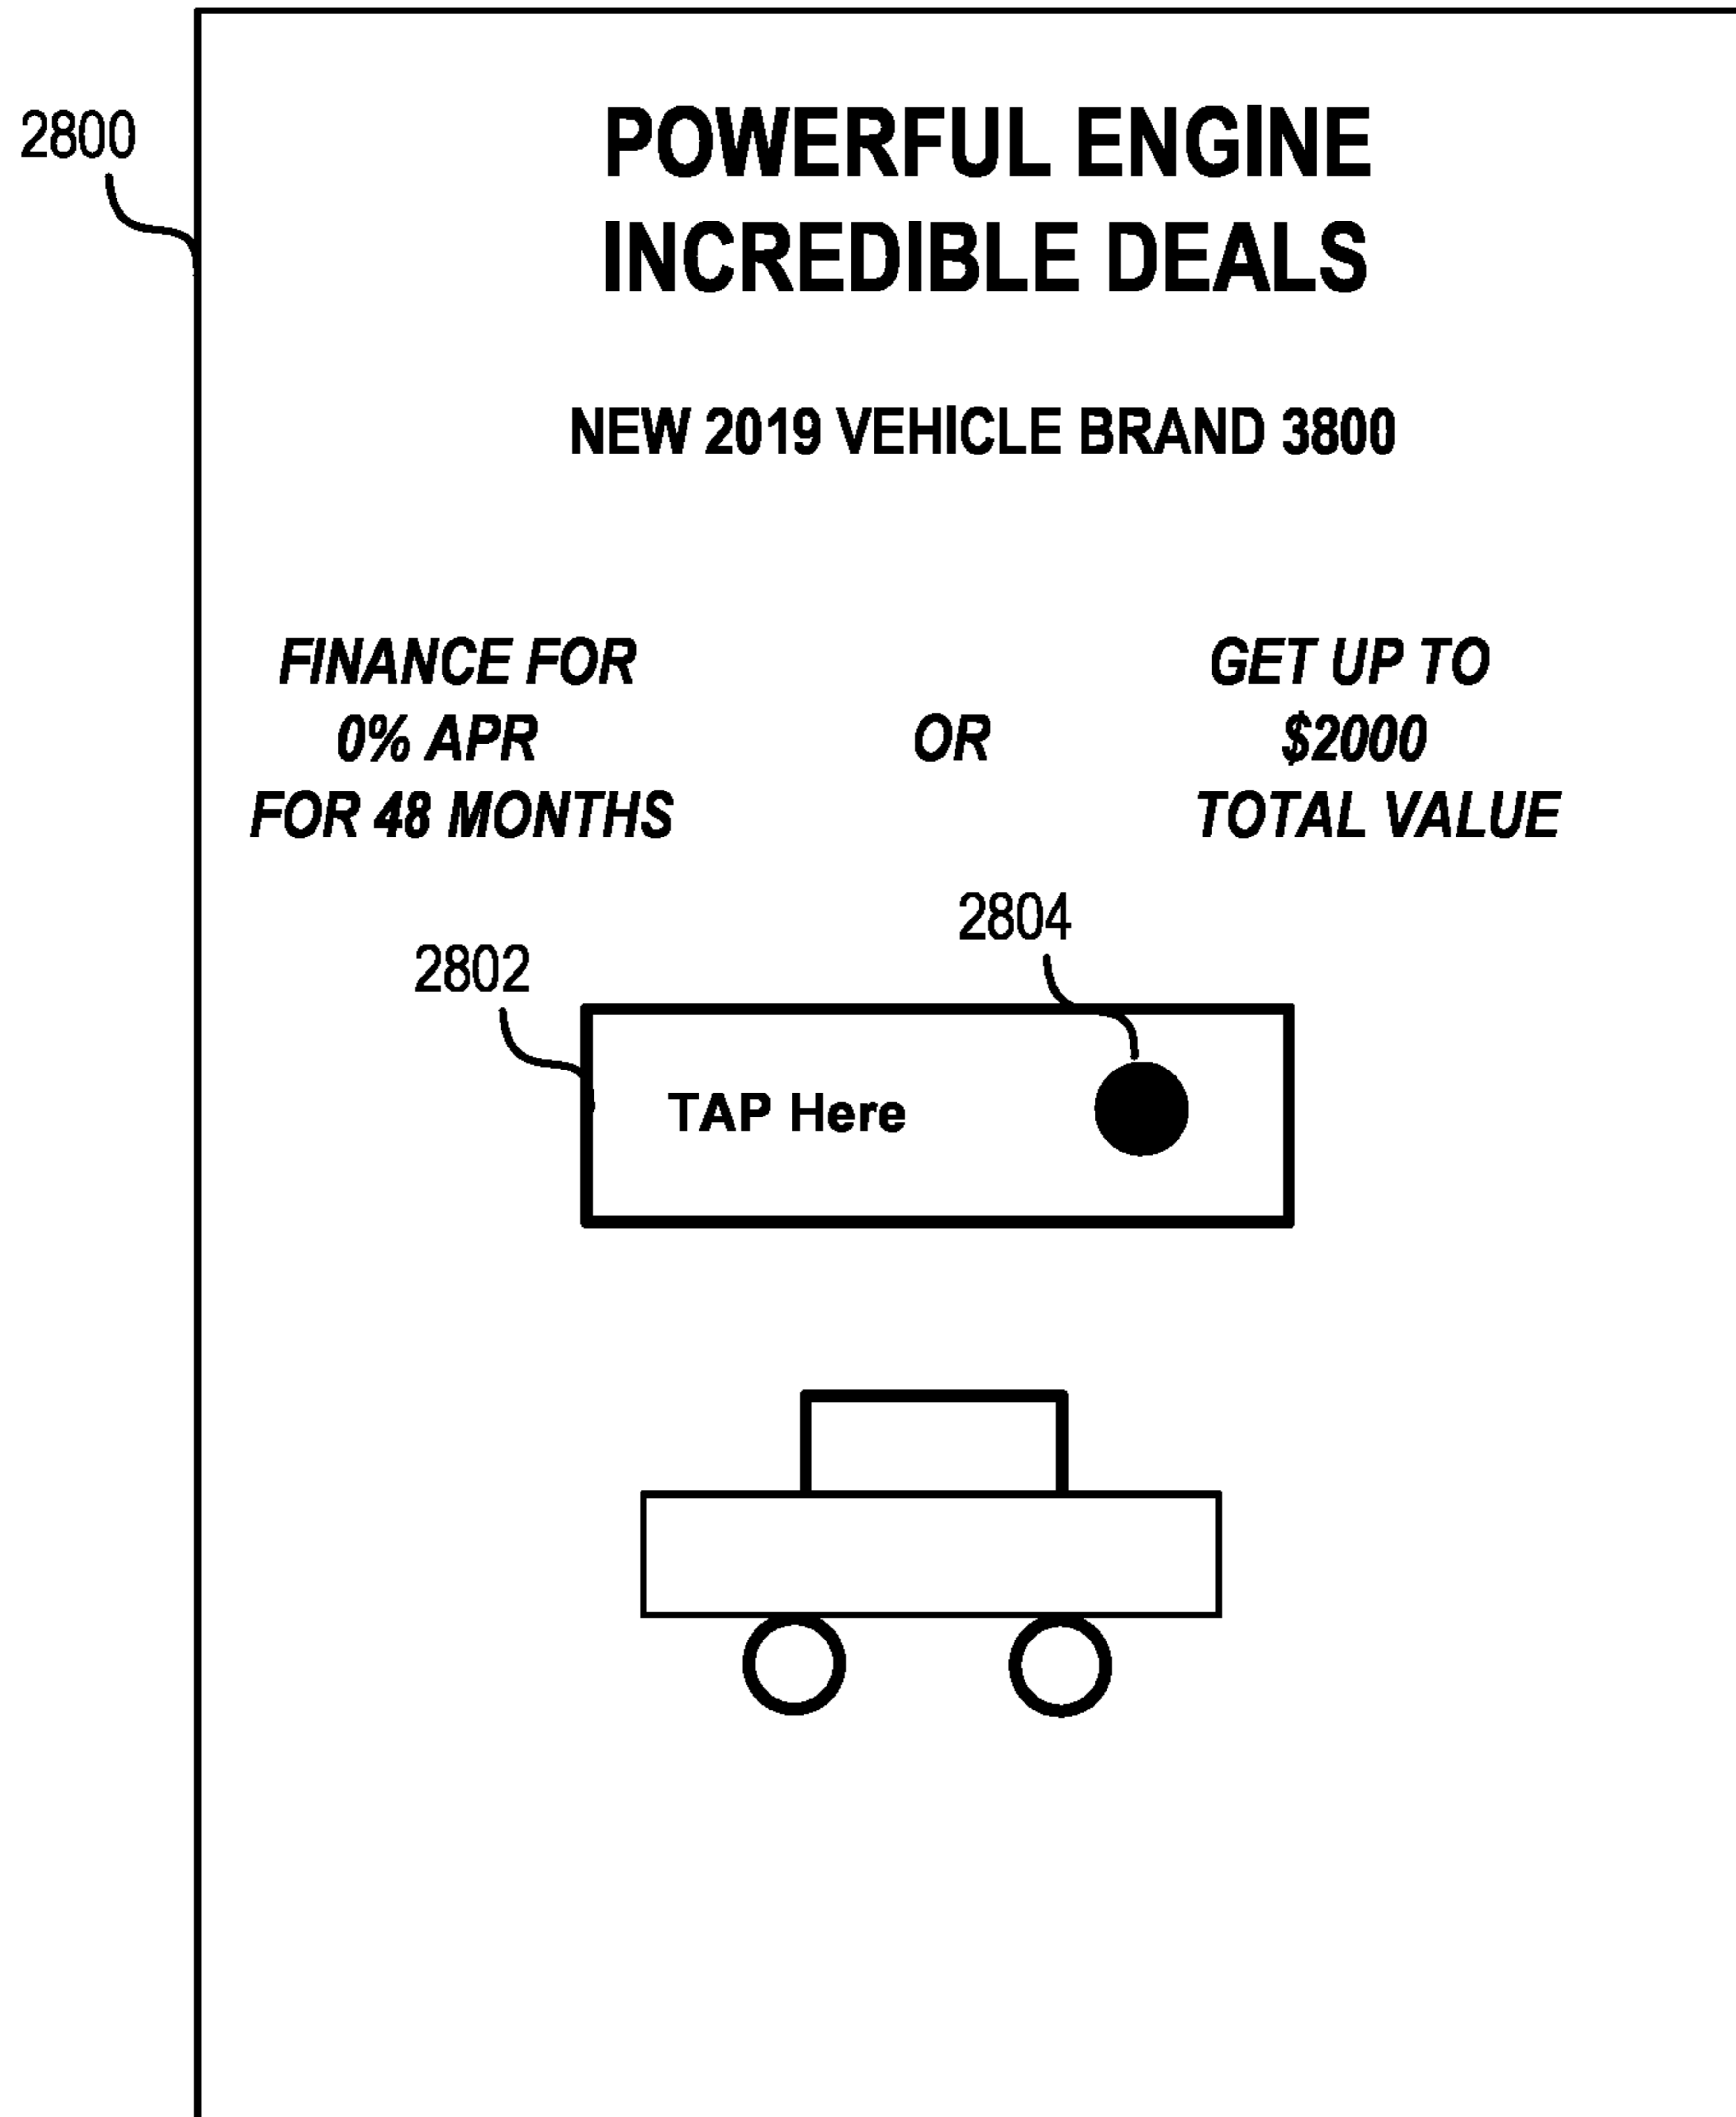 2800
POWERFUL ENGINE
INCREDIBLE DEALS
NEW 2019 VEHICLE BRAND 3800
FINANCE FOR
0% APR
FOR 48 MONTHS
OR
GET UP TO
$2000
TOTAL VALUE
2802
2804
TAP Here